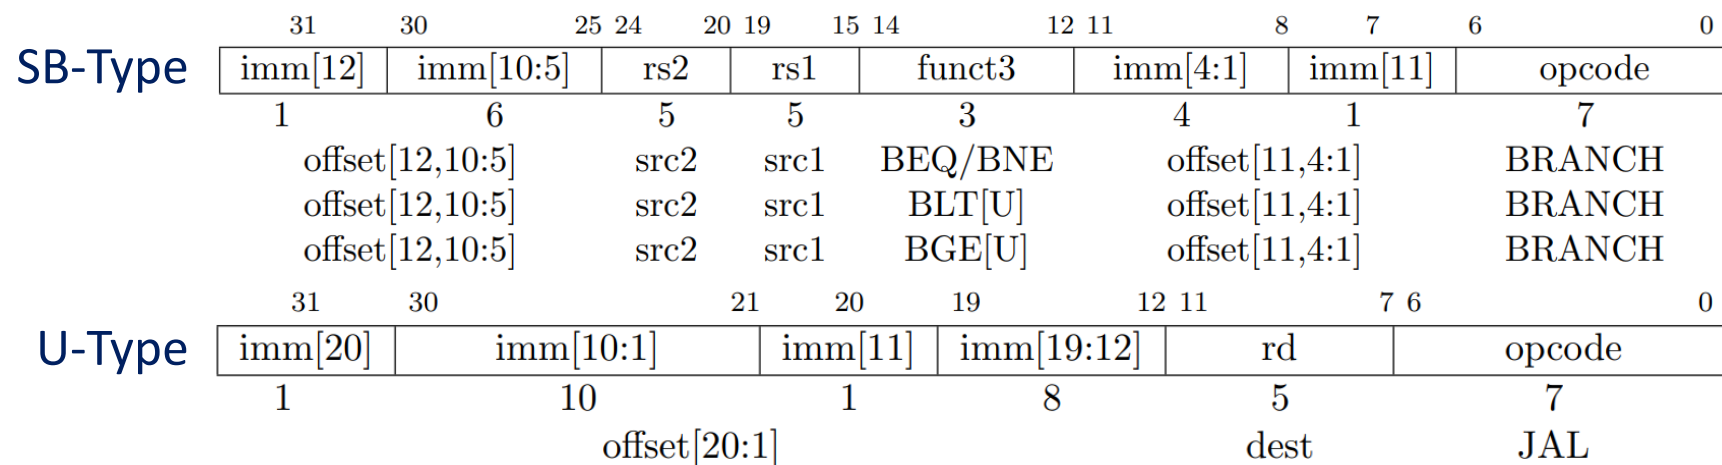 31 30 25 24 20 19 15 14 12 11 8 7 6 0
SB-Type imm[12] imm[10:5] rs2 rs1 funct3 imm[4:1] imm[11] opcode
1 6 5 5 3 4 1 7
offset[12,10:5] src2 src1 BEQ/BNE offset[11,4:1] BRANCH
offset[12,10:5] src2 src1 BLT[U] offset[11,4:1] BRANCH
offset[12,10:5] src2 src1 BGE[U] offset[11,4:1] BRANCH
31 30 21 20 19 12 11 7 6 0
U-Type imm[20] imm[10:1] imm[11] imm[19:12] rd opcode
1 10 1 8 5 7
offset[20:1] dest JAL